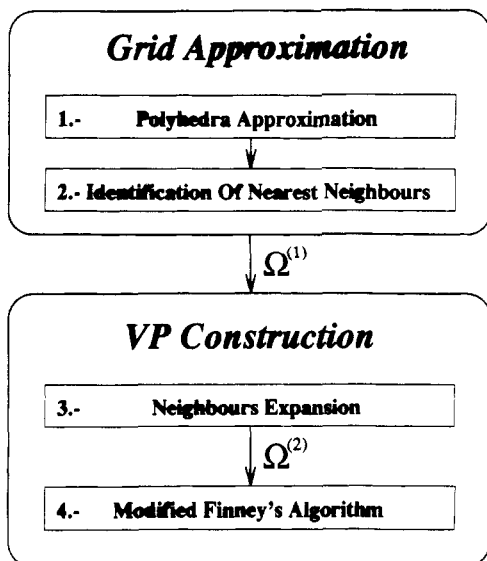 Grid Approximation
1.- Polyhedra Approximation
2.- Identification Of Nearest Neighbours
Ω(1)
VP Construction
3.- Neighbours Expansion
Ω(2)
4.- Modified Finney's Algorithm